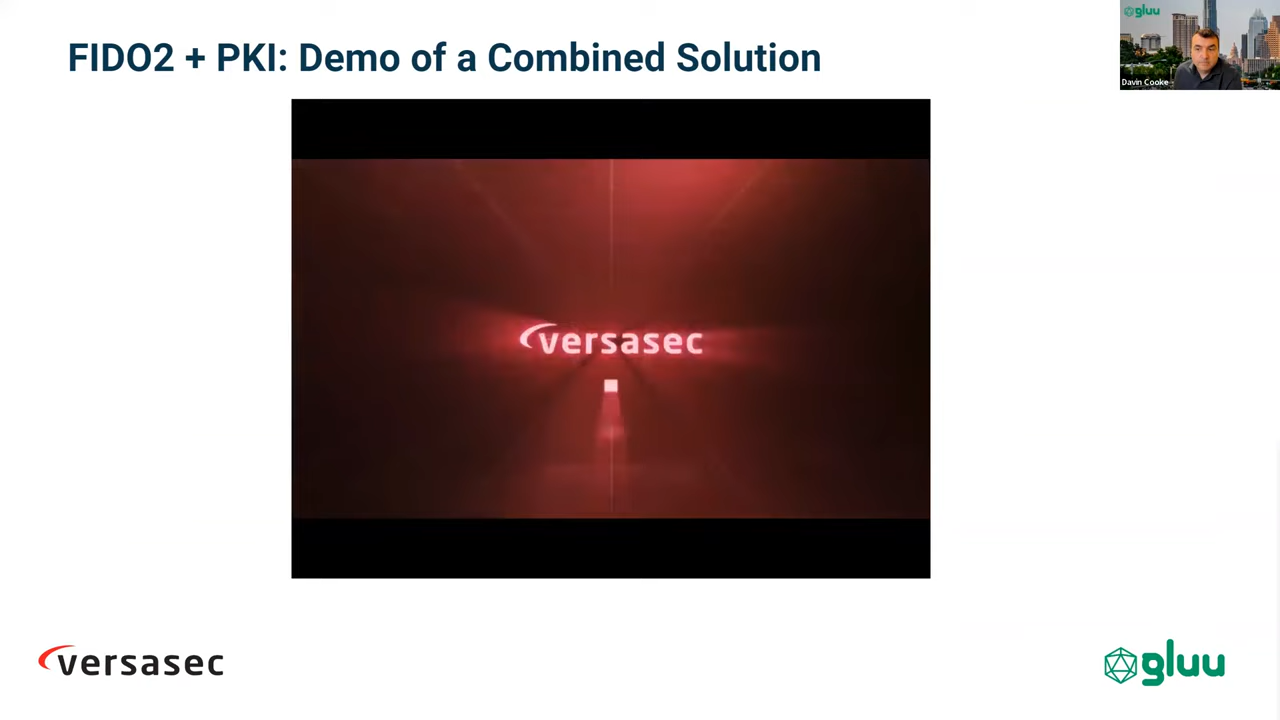 FIDO2 + PKI: Demo of a Combined Solution
gluu
Davin Cooke
versasec
versasec
gluu